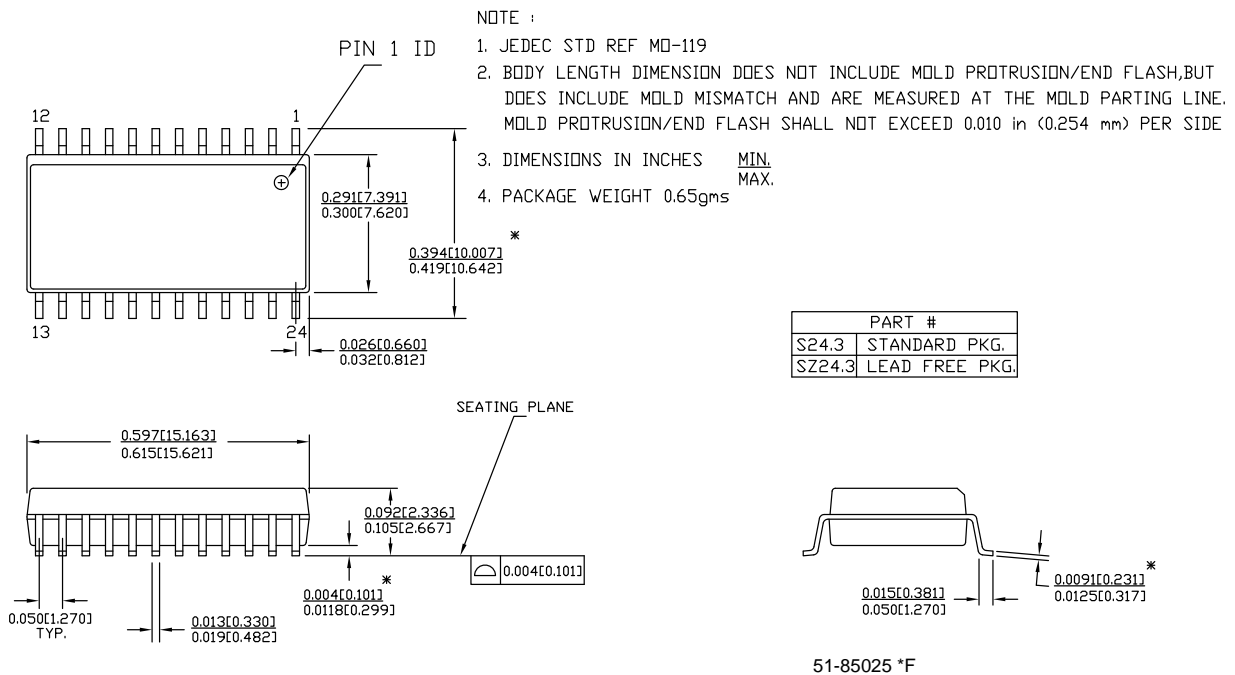 NOTE :
PIN 1 ID
1. JEDEC STD REF MO-119
2. BODY LENGTH DIMENSION DOES NOT INCLUDE MOLD PROTRUSION/END FLASH,BUT
DOES INCLUDE MOLD MISMATCH AND ARE MEASURED AT THE MOLD PARTING LINE.
MOLD PROTRUSION/END FLASH SHALL NOT EXCEED 0.010 in (0.254 mm) PER SIDE
3. DIMENSIONS IN INCHES MIN.
MAX.
4. PACKAGE WEIGHT 0.65gms
12
1
0.291[7.391]
0.300[7.620]
*
0.394[10.007]
0.419[10.642]
13
24
0.026[0.660]
0.032[0.812]
PART #
S24.3 STANDARD PKG.
SZ24.3 LEAD FREE PKG.
SEATING PLANE
0.597[15.163]
0.615[15.621]
0.092[2.336]
0.105[2.667]
0.004[0.101]
*
0.004[0.101]
0.0118[0.299]
0.050[1.270]
TYP.
0.013[0.330]
0.019[0.482]
*
0.0091[0.231]
0.0125[0.317]
0.015[0.381]
0.050[1.270]
51-85025 *F